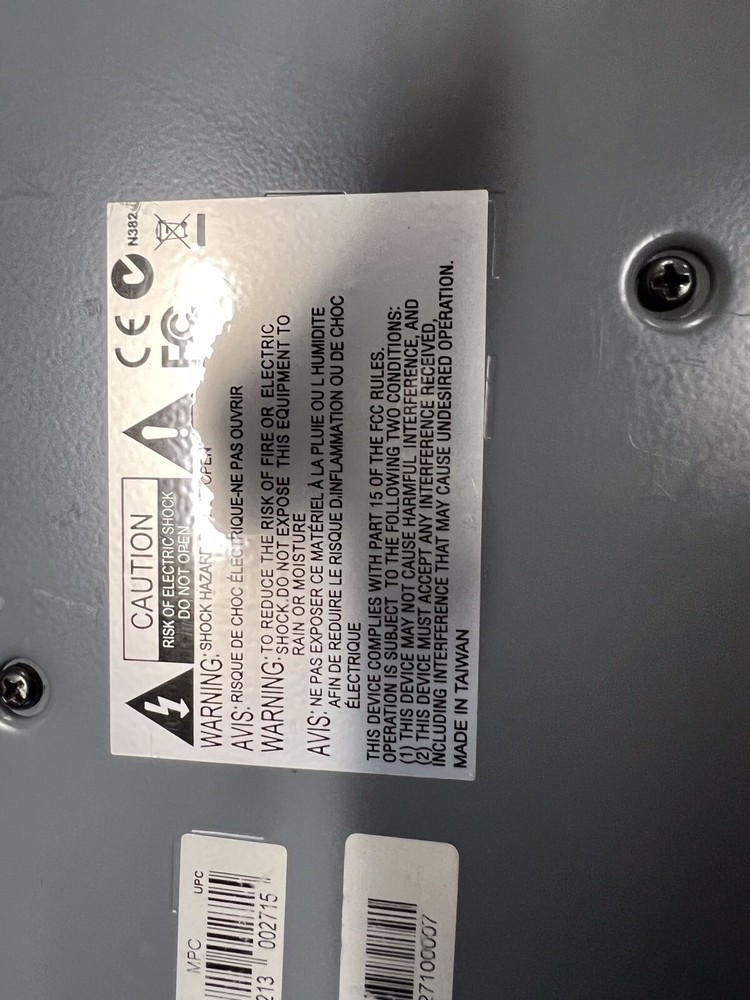 CAUTION
RISK OF ELECTRIC SHOCK
DO NOT OPEN
CE
N382
FC
WARNING: SHOCK HAZARD OPEN
AVIS: RISQUE DE CHOC ÉLECTRIQUE-NE PAS OUVRIR
WARNING: TO REDUCE THE RISK OF FIRE OR ELECTRIC
SHOCK.DO NOT EXPOSE THIS EQUIPMENT TO
RAIN OR MOISTURE
AVIS: NE PAS EXPOSER CE MATÉRIEL À LA PLUIE OU L HUMIDITE
AFIN DE REDUIRE LE RISQUE D,INFLAMMATION OU DE CHOC
ÉLECTRIQUE
THIS DEVICE COMPLIES WITH PART 15 OF THE FCC RULES.
OPERATION IS SUBJECT TO THE FOLLOWING TWO CONDITIONS:
(1) THIS DEVICE MAY NOT CAUSE HARMFUL INTERFERENCE, AND
(2) THIS DEVICE MUST ACCEPT ANY INTERFERENCE RECEIVED,
INCLUDING INTERFERENCE THAT MAY CAUSE UNDESIRED OPERATION.
MADE IN TAIWAN
MPC
UPC
213 002715
27100007